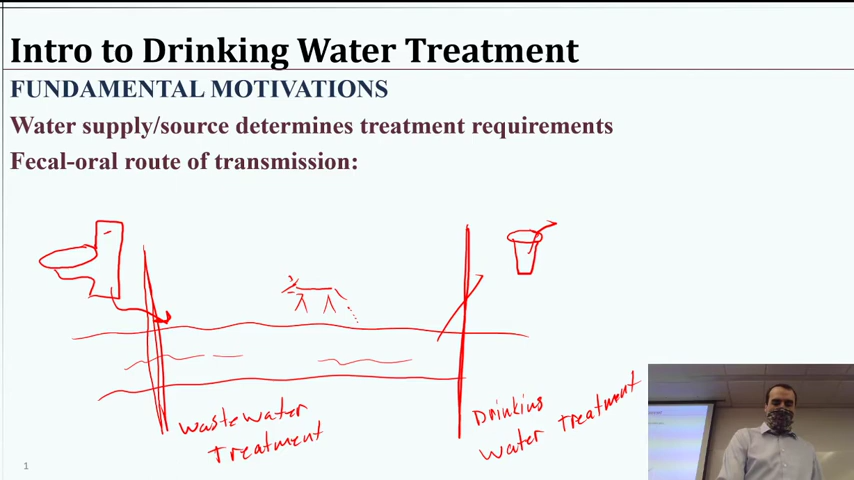 Intro to Drinking Water Treatment
FUNDAMENTAL MOTIVATIONS
Water supply/source determines treatment requirements
Fecal-oral route of transmission:
wastewater
Treatment
Drinking
Water Treatment
1